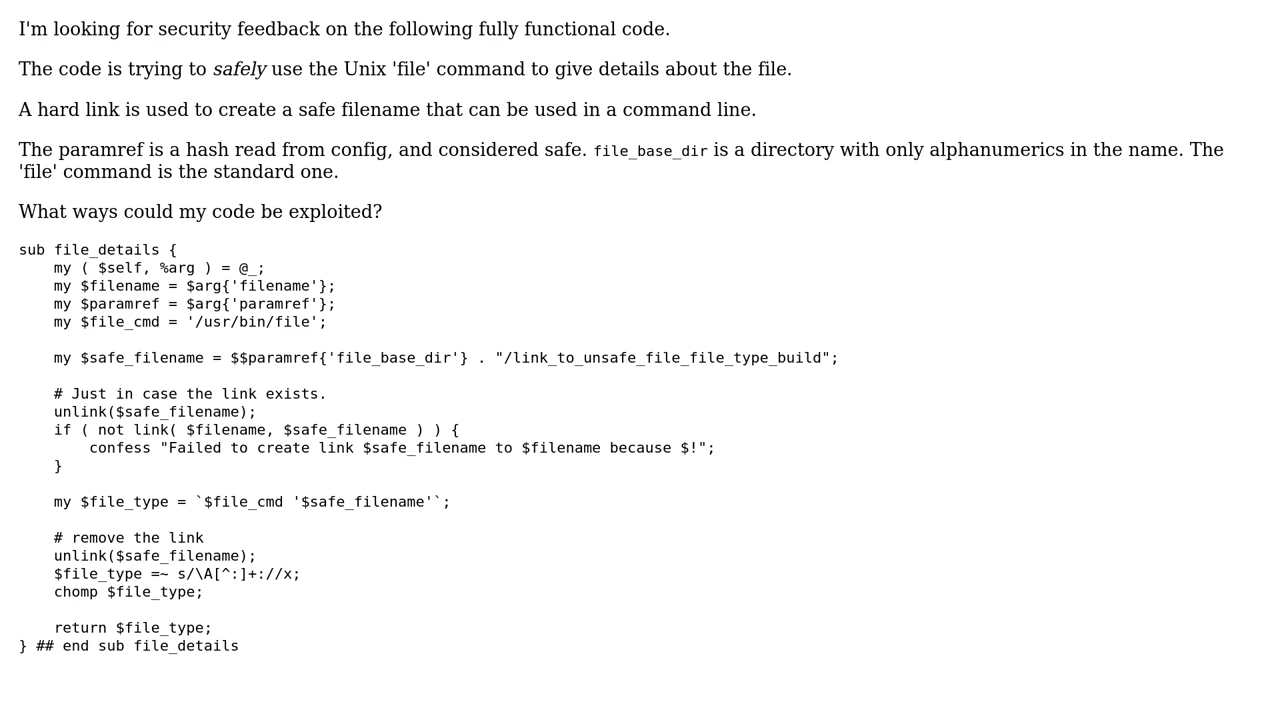 I'm looking for security feedback on the following fully functional code.
The code is trying to safely use the Unix 'file' command to give details about the file.
A hard link is used to create a safe filename that can be used in a command line.
The paramref is a hash read from config, and considered safe. file_base_dir is a directory with only alphanumerics in the name. The
'file' command is the standard one.
What ways could my code be exploited?
sub file_details {
    my ( $self, %arg ) = @_;
    my $filename = $arg{'filename'};
    my $paramref = $arg{'paramref'};
    my $file_cmd = '/usr/bin/file';

    my $safe_filename = $$paramref{'file_base_dir'} . "/link_to_unsafe_file_file_type_build";

    # Just in case the link exists.
    unlink($safe_filename);
    if ( not link( $filename, $safe_filename ) ) {
        confess "Failed to create link $safe_filename to $filename because $!";
    }

    my $file_type = `$file_cmd '$safe_filename'`;

    # remove the link
    unlink($safe_filename);
    $file_type =~ s/\A[^:]+://x;
    chomp $file_type;

    return $file_type;
} ## end sub file_details